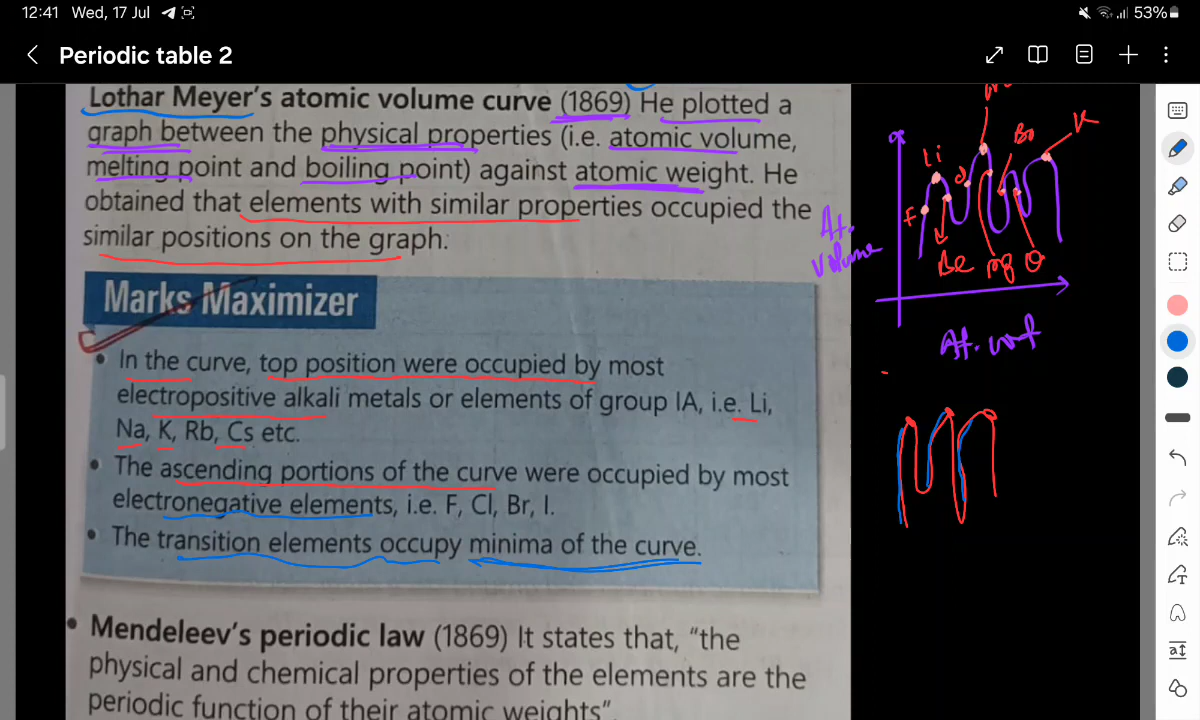 12:41 Wed, 17 Jul
53%
Periodic table 2
Lothar Meyer's atomic volume curve (1869) He plotted a
graph between the physical properties (i.e. atomic volume,
melting point and boiling point) against atomic weight. He
obtained that elements with similar properties occupied the
similar positions on the graph.
Marks Maximizer
• In the curve, top position were occupied by most
electropositive alkali metals or elements of group IA, i.e. Li,
Na, K, Rb, Cs etc.
• The ascending portions of the curve were occupied by most
electronegative elements, i.e. F, Cl, Br, I.
• The transition elements occupy minima of the curve.
• Mendeleev's periodic law (1869) It states that, "the
physical and chemical properties of the elements are the
periodic function of their atomic weights".
Li
K
F
Be Mg
At.
Volume
At. wt